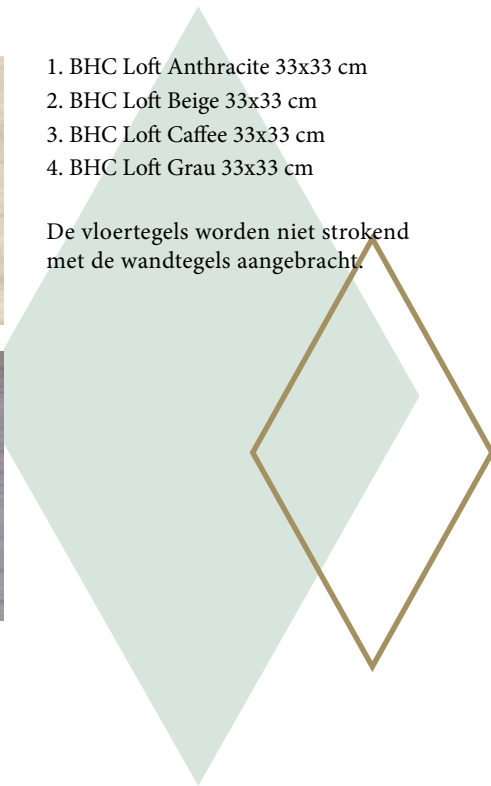 1. BHC Loft Anthracite 33x33 cm
2. BHC Loft Beige 33x33 cm
3. BHC Loft Caffee 33x33 cm
4. BHC Loft Grau 33x33 cm
De vloertegels worden niet strokend
met de wandtegels aangebracht.